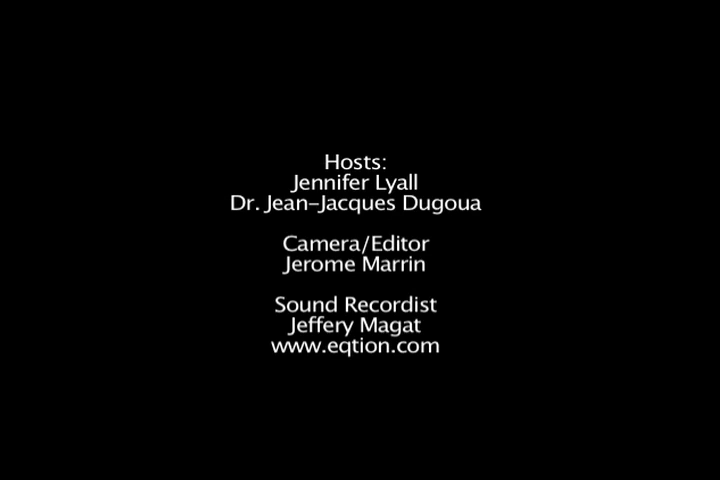 Hosts:
Jennifer Lyall
Dr. Jean-Jacques Dugoua
Camera/Editor
Jerome Marrin
Sound Recordist
Jeffery Magat
www.eqtion.com